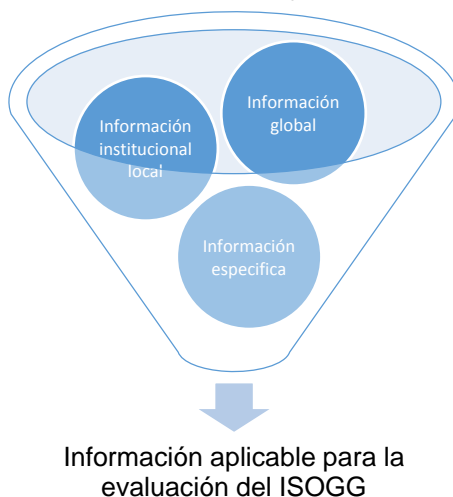 Información
global
Información
institucional
local
Información
especifica
Información aplicable para la
evaluación del ISOGG